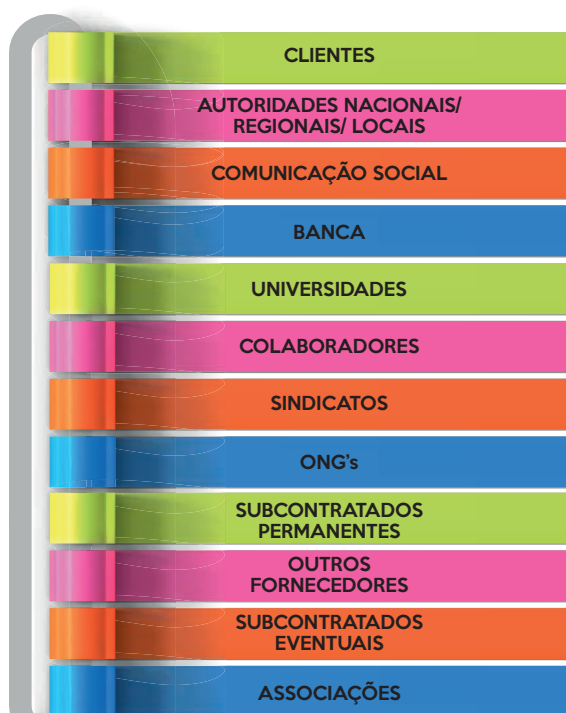 CLIENTES
AUTORIDADES NACIONAIS/
REGIONAIS/ LOCAIS
COMUNICAÇÃO SOCIAL
BANCA
UNIVERSIDADES
COLABORADORES
SINDICATOS
ONG's
SUBCONTRATADOS
PERMANENTES
OUTROS
FORNECEDORES
SUBCONTRATADOS
EVENTUAIS
ASSOCIAÇÕES